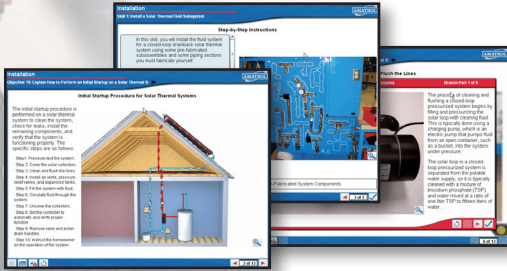 Installation
AMATROL
Skill 1: Install a Solar Thermal Fluid Subsystem
Step-by-Step Instructions
In this skill, you will install the fluid system
for a closed-loop drainback solar thermal
system using some pre-fabricated
subassemblies and some piping sections
you must fabricate yourself
-Fabricated System Components
1 of 3
Installation
AMATROL
Objective 10: Explain How to Perform an Initial Startup on a Solar Thermal S
Initial Startup Procedure for Solar Thermal Systems
The initial startup procedure is
performed on a solar thermal
system to clean the system,
check for leaks, install the
remaining components, and
verify that the system is
functioning properly. The
specific steps are as follows:
Step 1: Pressure test the system.
Step 2: Cover the solar collectors.
Step 3: Clean and flush the lines.
Step 4: Install air vents, pressure
relief valves, and expansion tanks.
Step 5: Fill the system with fluid.
Step 6: Circulate fluid through the
system.
Step 7: Uncover the collectors.
Step 8: Set the controller to
automatic and verify proper
function.
Step 9: Remove valve and boiler
drain handles.
Step 10: Instruct the homeowner
on the operation of the system.
2 of 13
AMATROL
Flush the Lines
Branch Part 1 of 5
The process of cleaning and
flushing a closed-loop
pressurized system begins by
filling and pressurizing the
solar loop with cleaning fluid.
This is typically done using a
charging pump, which is an
electric pump that pumps fluid
from an open container, such
as a bucket, into the system
under pressure.
The solar loop in a closed-
loop pressurized system is
separated from the potable
water supply, so it is typically
cleaned with a mixture of
trisodium phosphate (TSP)
and water mixed at a ratio of
one liter TSP to fifteen liters of
water.
6 of 13